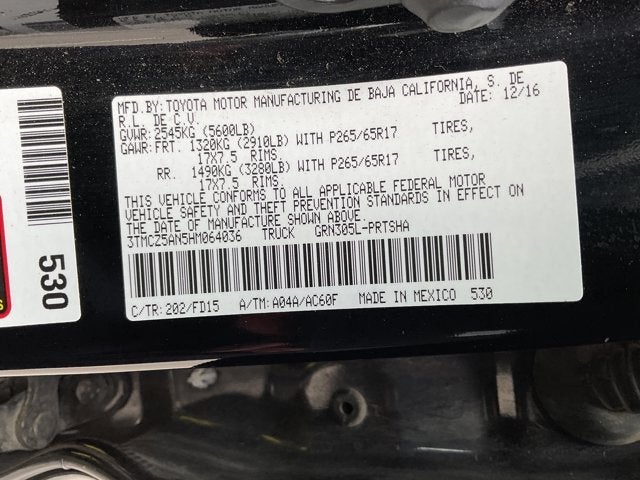 MFD.BY:TOYOTA MOTOR MANUFACTURING DE BAJA CALIFORNIA, S. DE
R.L. DE C.V. DATE: 12/16
GVWR:2545KG (5600LB)
GAWR:FRT. 1320KG (2910LB) WITH P265/65R17 TIRES,
17X7.5 RIMS.
RR. 1490KG (3280LB) WITH P265/65R17 TIRES,
17X7.5 RIMS.
THIS VEHICLE CONFORMS TO ALL APPLICABLE FEDERAL MOTOR
VEHICLE SAFETY AND THEFT PREVENTION STANDARDS IN EFFECT ON
THE DATE OF MANUFACTURE SHOWN ABOVE.
3TMCZ5AN5HM064036 TRUCK GRN305L-PRTSHA
C/TR:202/FD15 A/TM:A04A/AC60F MADE IN MEXICO 530
530